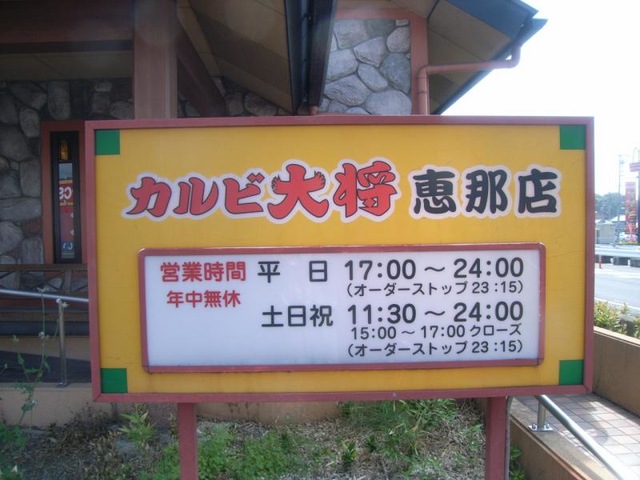 カルビ大将 恵那店
営業時間 平 日 17:00 ～ 24:00
(オーダーストップ 23:15)
年中無休
土日祝 11:30 ～ 24:00
15:00 ～ 17:00 クローズ
(オーダーストップ 23:15)